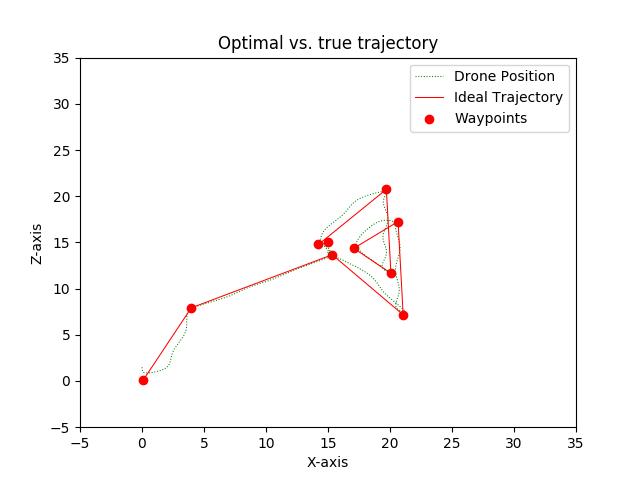 Optimal vs. true trajectory
Drone Position
Ideal Trajectory
Waypoints
35
30
25
20
15
10
5
0
−5
Z-axis
−5 0 5 10 15 20 25 30 35
X-axis